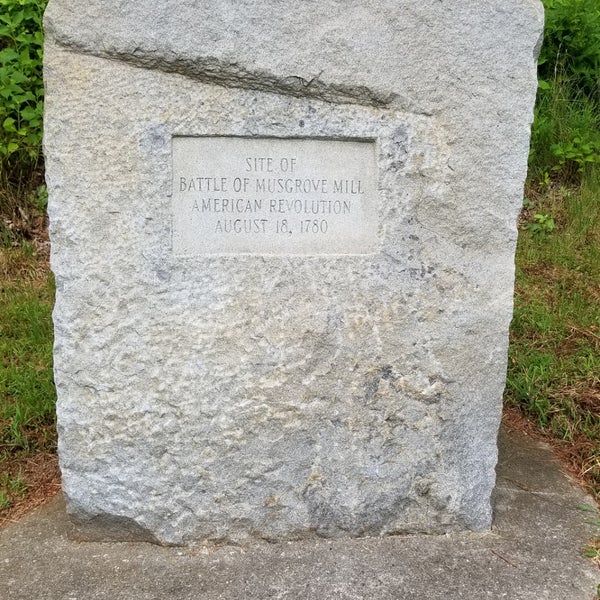 SITE OF
BATTLE OF MUSGROVE MILL
AMERICAN REVOLUTION
AUGUST 18, 1780